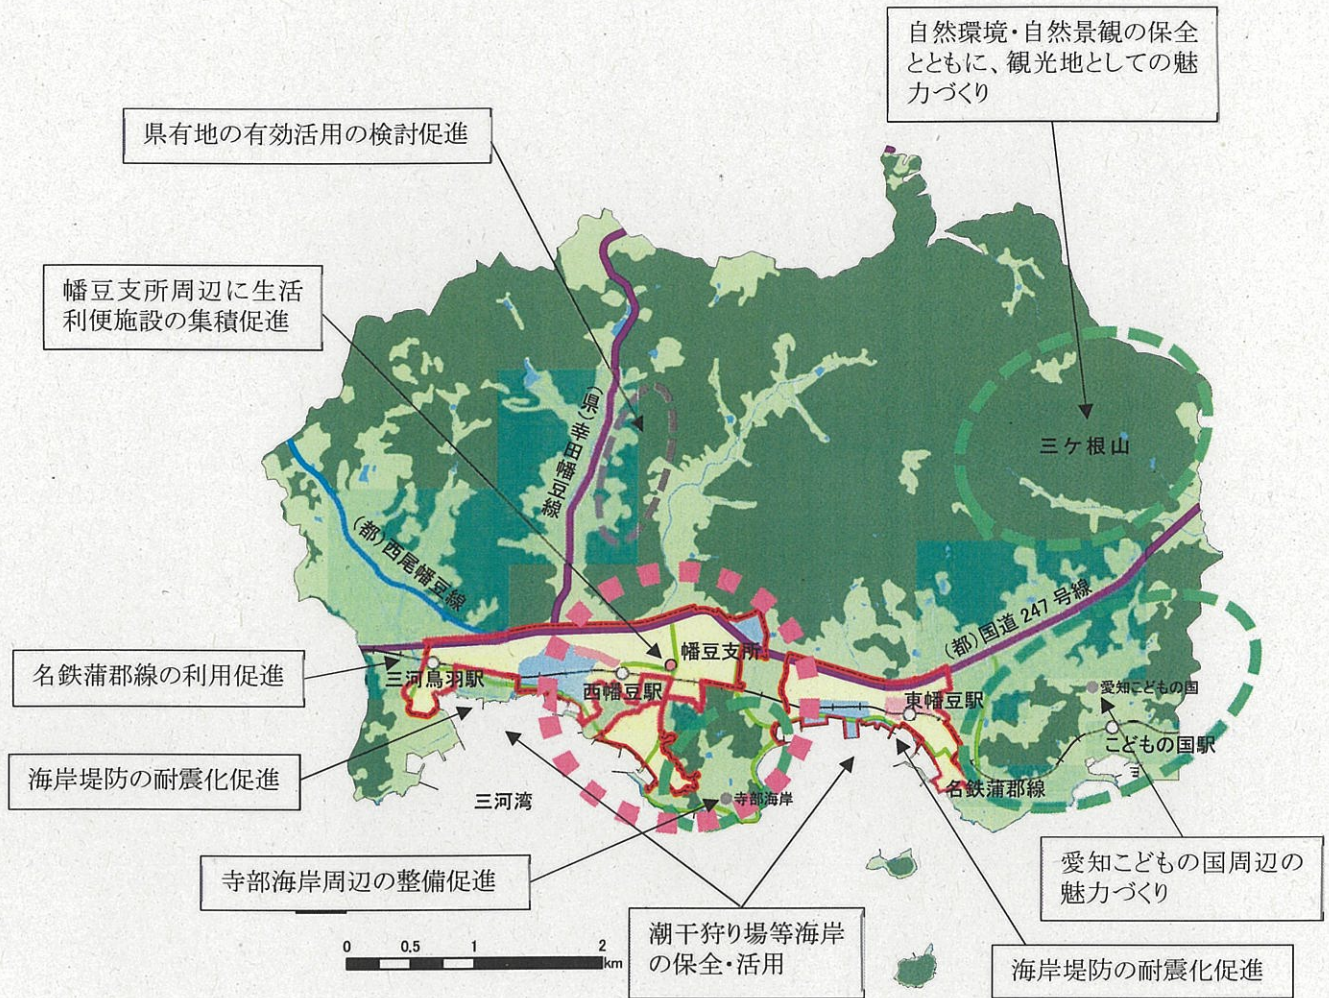 自然環境・自然景観の保全
とともに、観光地としての魅
力づくり
県有地の有効活用の検討促進
幡豆支所周辺に生活
利便施設の集積促進
三ケ根山
(県)幸田幡豆線
(都)西尾幡豆線
(都)国道247号線
名鉄蒲郡線の利用促進
三河鳥羽駅
西幡豆駅
幡豆支所
東幡豆駅
愛知こどもの国
こどもの国駅
海岸堤防の耐震化促進
三河湾
寺部海岸
名鉄蒲郡線
寺部海岸周辺の整備促進
愛知こどもの国周辺の
魅力づくり
潮干狩り場等海岸
の保全・活用
海岸堤防の耐震化促進
0 0.5 1 2
km